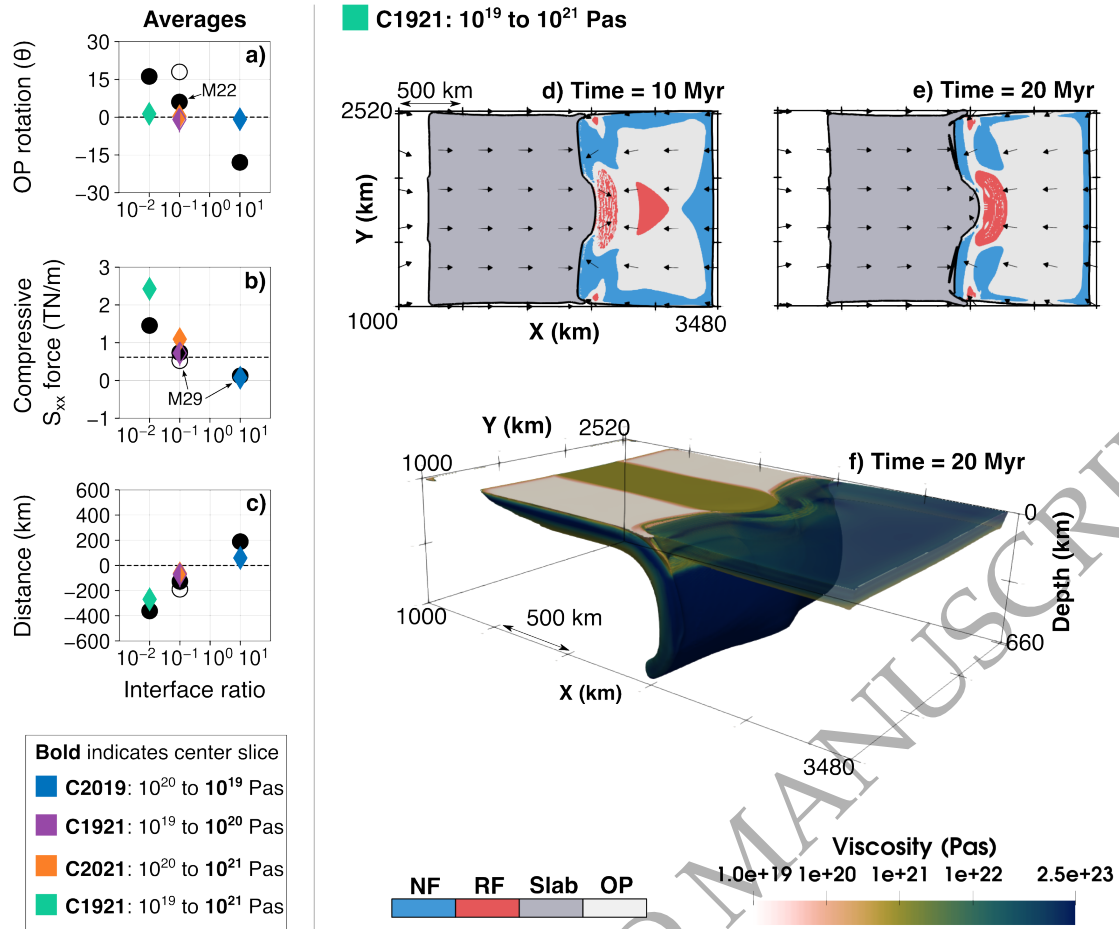 Averages
a)
OP rotation (θ)
30
15
0
−15
−30
M22
10⁻² 10⁻¹ 10⁰ 10¹
b)
Compressive
Sₓₓ force (TN/m)
3
2
1
0
−1
M29
10⁻² 10⁻¹ 10⁰ 10¹
c)
Distance (km)
600
400
200
0
−200
−400
−600
10⁻² 10⁻¹ 10⁰ 10¹
Interface ratio
Bold indicates center slice
C2019: 10²⁰ to 10¹⁹ Pas
C1921: 10¹⁹ to 10²⁰ Pas
C2021: 10²⁰ to 10²¹ Pas
C1921: 10¹⁹ to 10²¹ Pas
C1921: 10¹⁹ to 10²¹ Pas
500 km
d) Time = 10 Myr
2520
Y (km)
1000
X (km)
3480
e) Time = 20 Myr
Y (km)
2520
1000
f) Time = 20 Myr
0
Depth (km)
660
1000
500 km
X (km)
3480
NF RF Slab OP
Viscosity (Pas)
1.0e+19 1e+20 1e+21 1e+22 2.5e+23
MANUSCRI